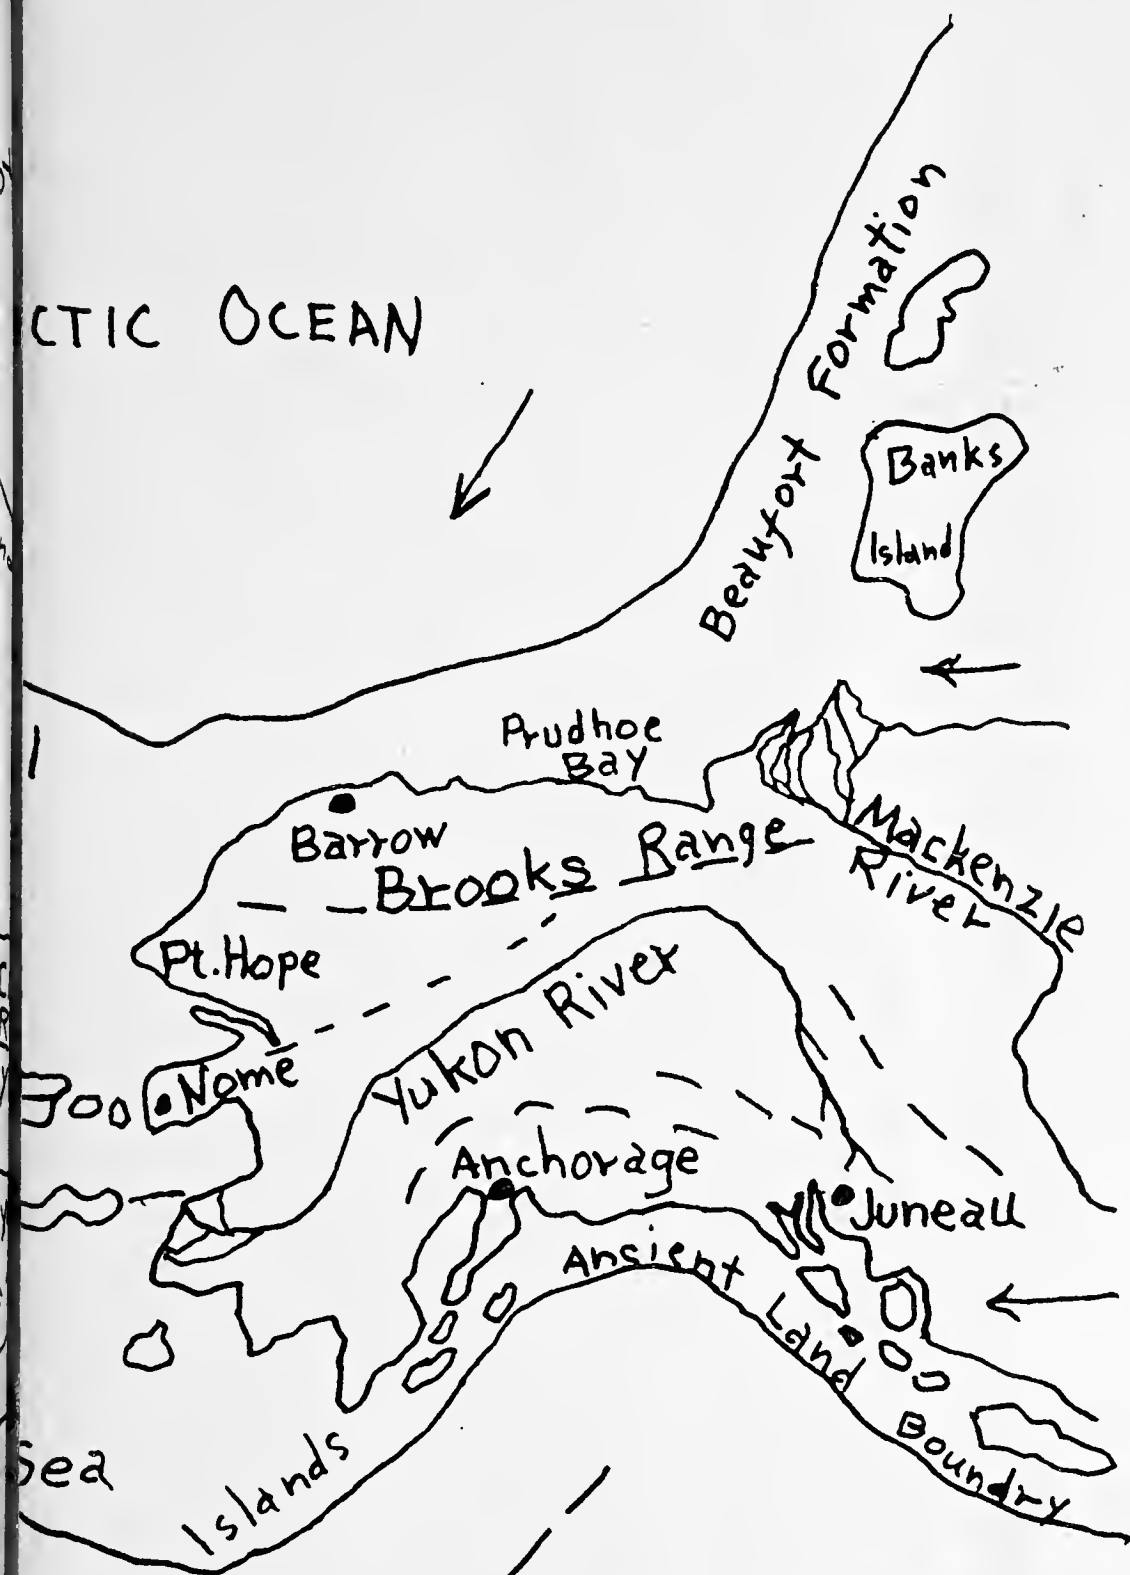 CTIC OCEAN
Beaufort Formation
Banks
Island
Prudhoe
Bay
Barrow
Brooks Range
Mackenzie
River
Pt. Hope
Yukon River
Nome
Anchorage
Juneau
Ancient Land
Boundry
Sea
Islands